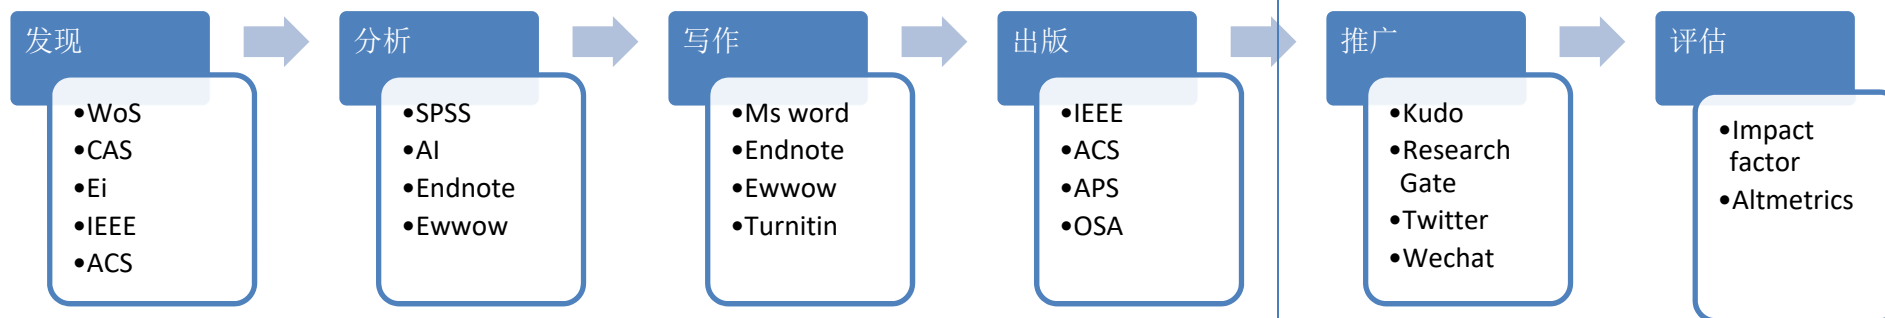 发现
•WoS
•CAS
•Ei
•IEEE
•ACS
分析
•SPSS
•AI
•Endnote
•Ewwow
写作
•Ms word
•Endnote
•Ewwow
•Turnitin
出版
•IEEE
•ACS
•APS
•OSA
推广
•Kudo
•Research
Gate
•Twitter
•Wechat
评估
•Impact
factor
•Altmetrics